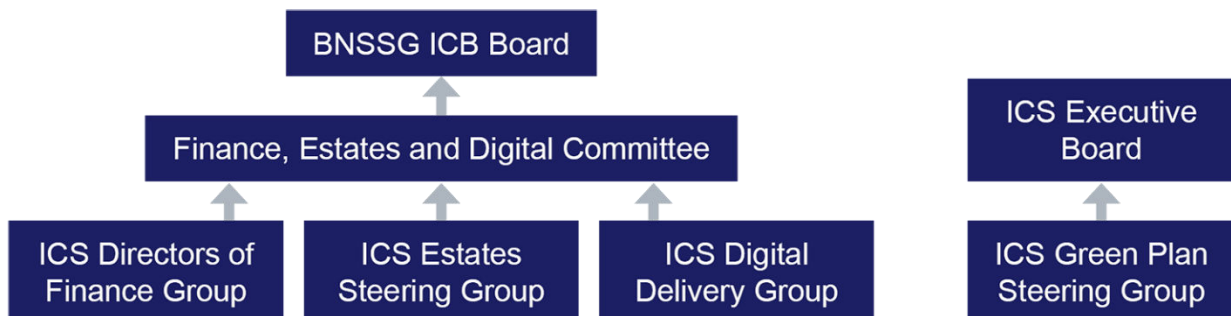 BNSSG ICB Board
Finance, Estates and Digital Committee
ICS Directors of
Finance Group
ICS Estates
Steering Group
ICS Digital
Delivery Group
ICS Executive
Board
ICS Green Plan
Steering Group